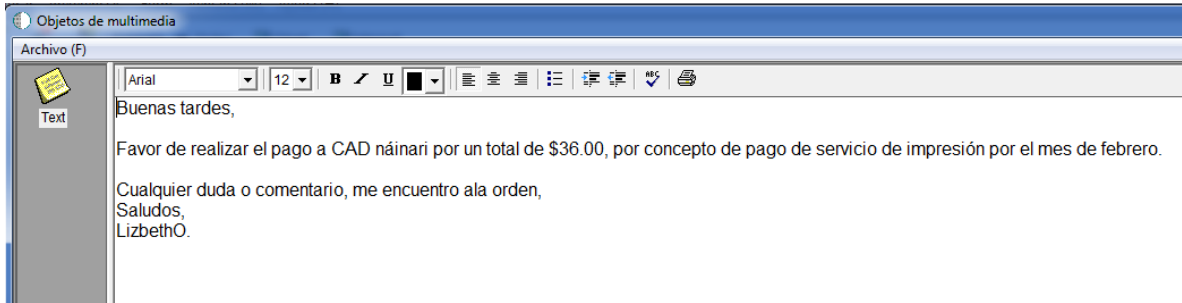 Objetos de multimedia
Archivo (F)
Text
Arial 12 B I U ABC
Buenas tardes,
Favor de realizar el pago a CAD náinari por un total de $36.00, por concepto de pago de servicio de impresión por el mes de febrero.
Cualquier duda o comentario, me encuentro ala orden,
Saludos,
LizbethO.